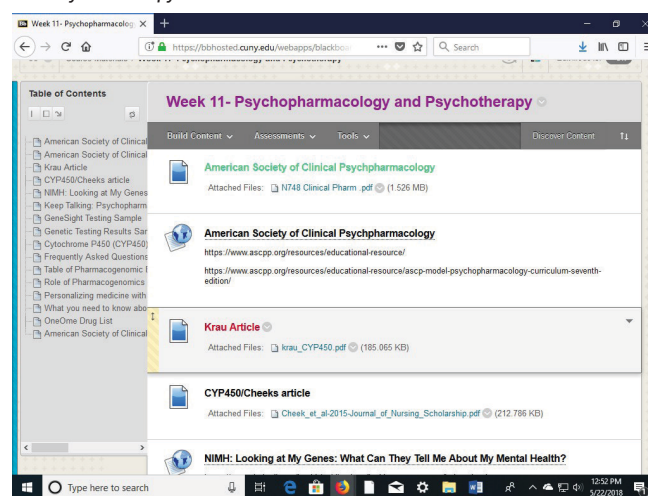 Week 11- Psychopharmacolog
https://bbhosted.cuny.edu/webapps/blackboa
Search
Table of Contents
American Society of Clinical
American Society of Clinical
Krau Article
CYP450/Cheeks article
NIMH: Looking at My Genes
Keep Talking: Psychopharm
GeneSight Testing Sample
Genetic Testing Results Sar
Cytochrome P450 (CYP450)
Frequently Asked Questions
Table of Pharmacogenomic
Role of Pharmacogenomics
Personalizing medicine with
What you need to know abo
OneOme Drug List
American Society of Clinical
Week 11- Psychopharmacology and Psychotherapy
Build Content Assessments Tools Discover Content
American Society of Clinical Psychpharmacology
Attached Files: N748 Clinical Pharm .pdf (1.526 MB)
American Society of Clinical Psychopharmacology
https://www.ascpp.org/resources/educational-resource/
https://www.ascpp.org/resources/educational-resource/ascp-model-psychopharmacology-curriculum-seventh-
edition/
Krau Article
Attached Files: krau_CYP450.pdf (185.065 KB)
CYP450/Cheeks article
Attached Files: Cheek_et_al-2015-Journal_of_Nursing_Scholarship.pdf (212.786 KB)
NIMH: Looking at My Genes: What Can They Tell Me About My Mental Health?
Type here to search
12:52 PM
5/22/2018